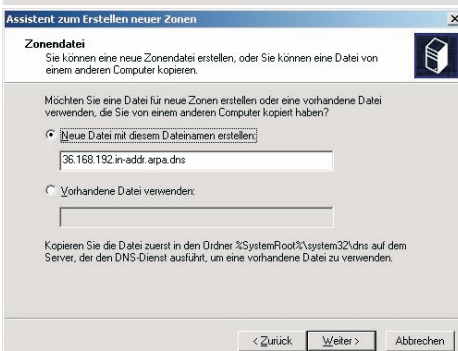 Assistent zum Erstellen neuer Zonen
Zonendatei
Sie können eine neue Zonendatei erstellen, oder Sie können eine Datei von
einem anderen Computer kopieren.
Möchten Sie eine Datei für neue Zonen erstellen oder eine vorhandene Datei
verwenden, die Sie von einem anderen Computer kopiert haben?
Neue Datei mit diesem Dateinamen erstellen:
36.168.192.in-addr.arpa.dns
Vorhandene Datei verwenden:
Kopieren Sie die Datei zuerst in den Ordner %SystemRoot%\system32\dns auf dem
Server, der den DNS-Dienst ausführt, um eine vorhandene Datei zu verwenden.
< Zurück Weiter > Abbrechen